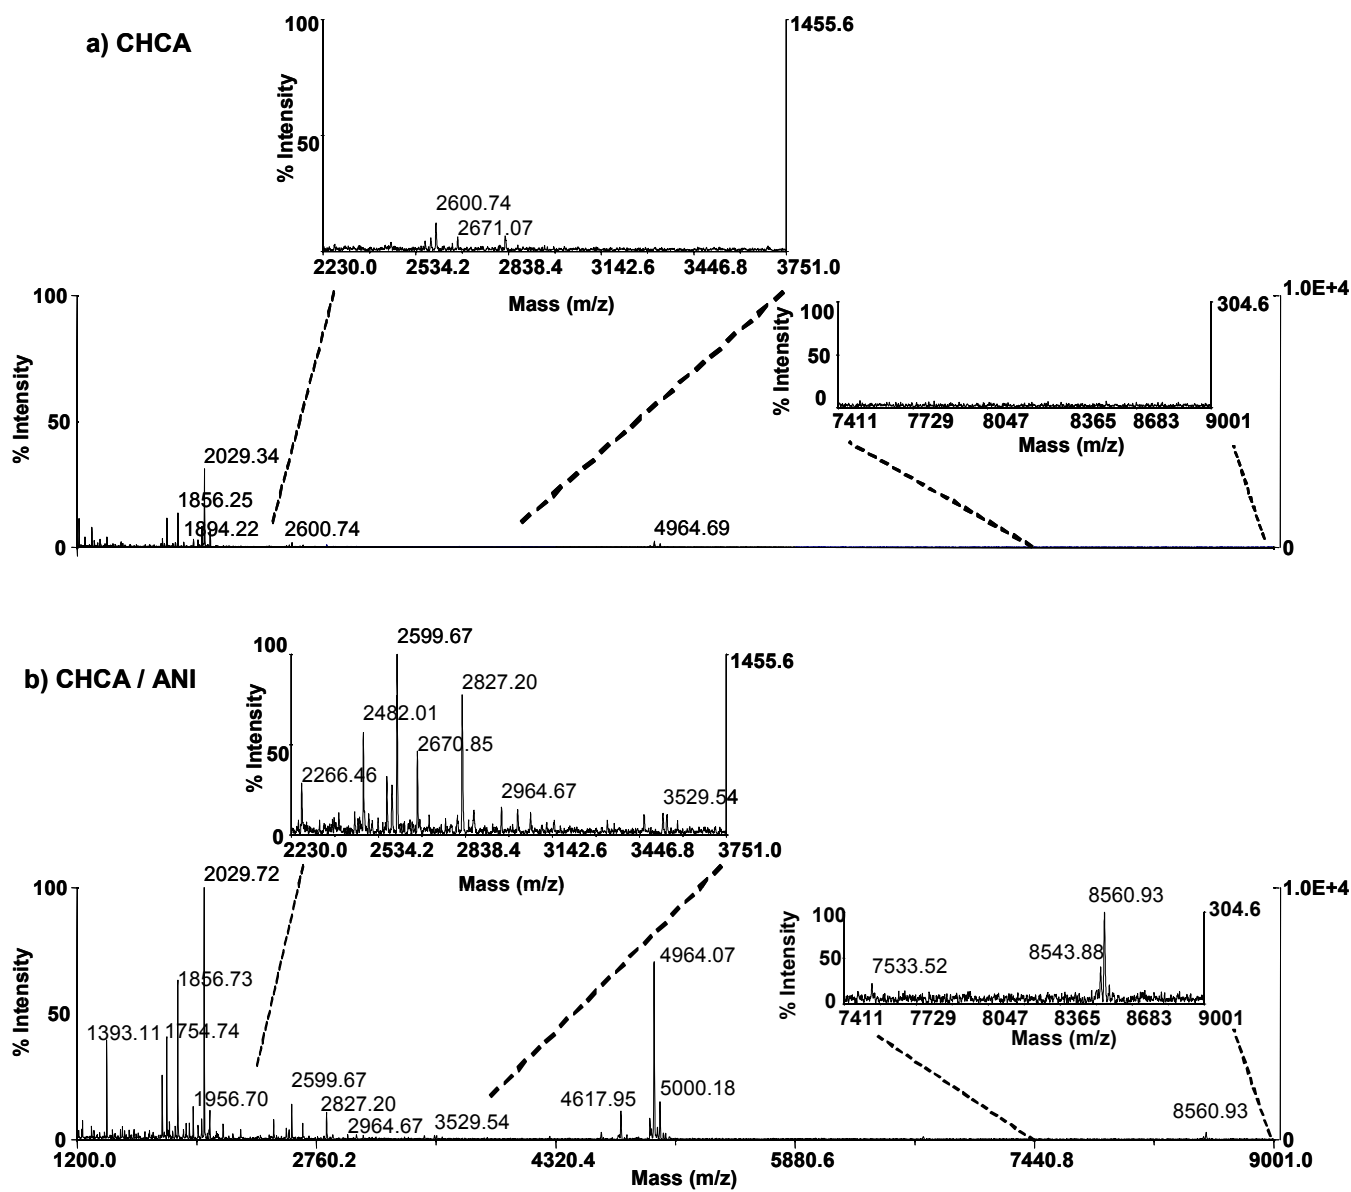 a) CHCA
100
1455.6
% Intensity
50
2600.74
2671.07
2230.0 2534.2 2838.4 3142.6 3446.8 3751.0
Mass (m/z)
100
1.0E+4
% Intensity
100
304.6
50
0
7411 7729 8047 8365 8683 9001
Mass (m/z)
% Intensity
50
2029.34
1856.25
1894.22
2600.74
4964.69
0
0
b) CHCA / ANI
100
2599.67
1455.6
% Intensity
2827.20
2482.01
50
2670.85
2266.46
2964.67
3529.54
0
2230.0 2534.2 2838.4 3142.6 3446.8 3751.0
Mass (m/z)
100
2029.72
1.0E+4
% Intensity
100
8560.93
304.6
50
8543.88
7533.52
0
7411 7729 8047 8365 8683 9001
Mass (m/z)
% Intensity
4964.07
1856.73
50
1393.11
1754.74
1956.70
2599.67
2827.20
2964.67
3529.54
4617.95
5000.18
8560.93
0
0
1200.0 2760.2 4320.4 5880.6 7440.8 9001.0
Mass (m/z)